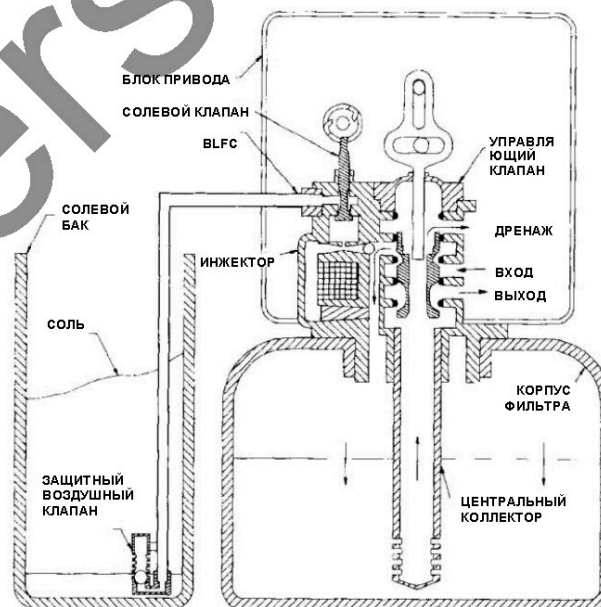 ers
БЛОК ПРИВОДА
СОЛЕВОЙ КЛАПАН
BLFC
УПРАВЛЯ
ЮЩИЙ
КЛАПАН
СОЛЕВОЙ
БАК
ДРЕНАЖ
ИНЖЕКТОР
ВХОД
ВЫХОД
СОЛЬ
КОРПУС
ФИЛЬТРА
ЗАЩИТНЫЙ
ВОЗДУШНЫЙ
КЛАПАН
ЦЕНТРАЛЬНЫЙ
КОЛЛЕКТОР